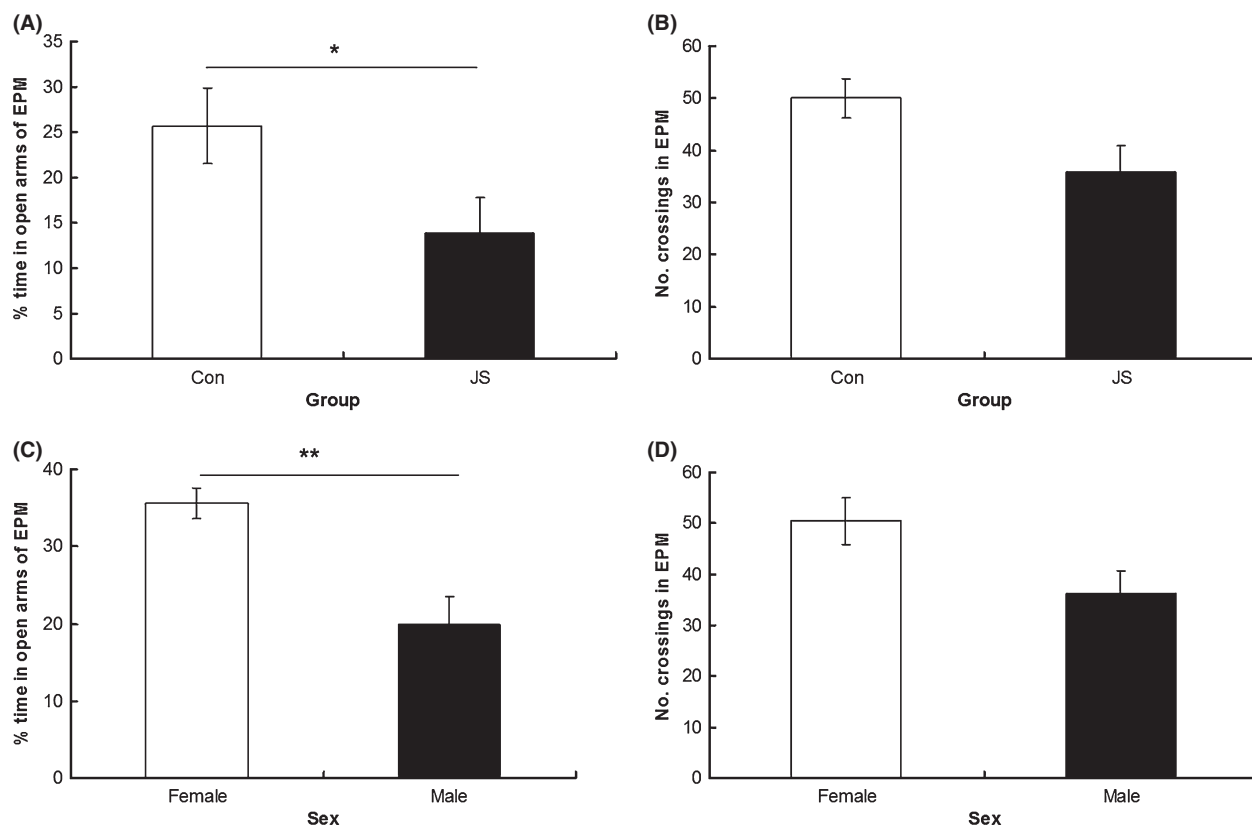 (A)
% time in open arms of EPM
35
30
25
20
15
10
5
0
*
Con
JS
Group
(B)
No. crossings in EPM
60
50
40
30
20
10
0
Con
JS
Group
(C)
% time in open arms of EPM
40
30
20
10
0
**
Female
Male
Sex
(D)
No. crossings in EPM
60
50
40
30
20
10
0
Female
Male
Sex